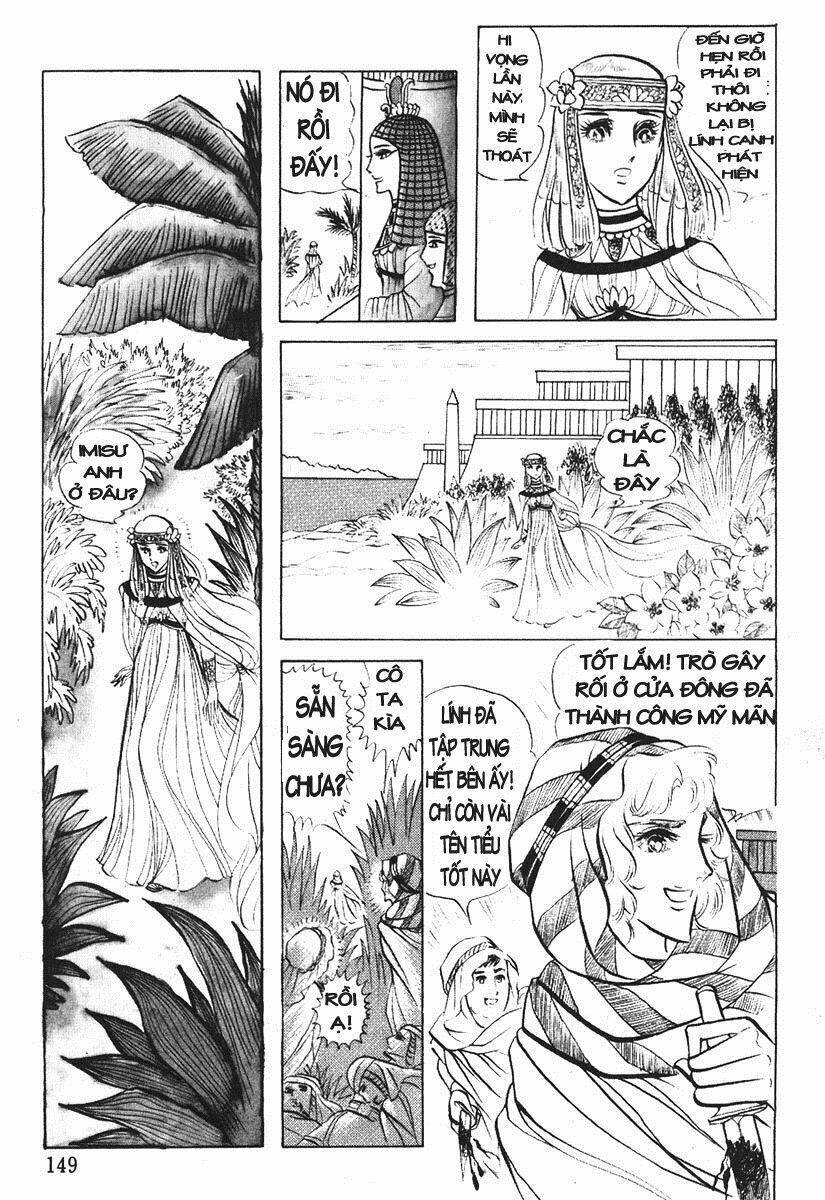 ĐẾN GIỜ
HẸN RỒI
PHẢI ĐI
THÔI
KHÔNG
LẠI BỊ
LÍNH CANH
PHÁT
HIỆN
HI
VỌNG
LẦN
NÀY
MÌNH
SẼ
THOÁT
NÓ ĐI
RỒI
ĐẤY!
CHẮC
LÀ
ĐÂY
IMISƯ
ANH
Ở ĐÂU?
TỐT LẮM! TRÒ GÂY
RỐI Ở CỬA ĐÔNG ĐÃ
THÀNH CÔNG MỸ MÃN
LÍNH ĐÃ
TẬP TRUNG
HẾT BÊN ẤY!
CHỈ CÒN VÀI
TÊN TIỂU
TỐT NÀY
CÔ
TA
KÌA
SẴN
SÀNG
CHƯA?
RỒI
Ạ!
149